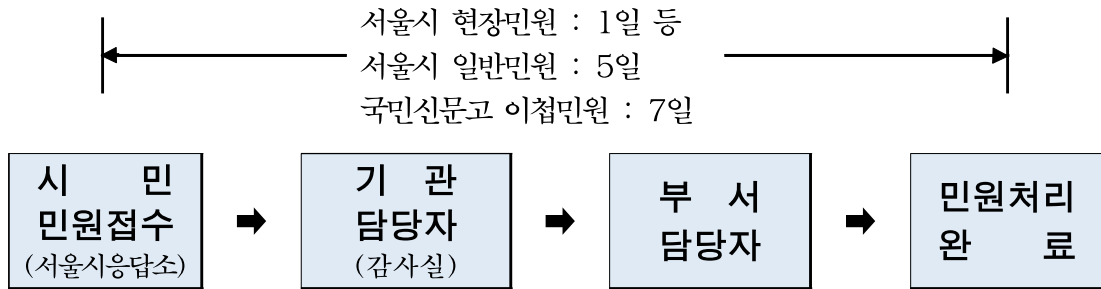 서울시 현장민원 : 1일 등
서울시 일반민원 : 5일
국민신문고 이첩민원 : 7일
시 민
민원접수
(서울시응답소)
기 관
담당자
(감사실)
부 서
담당자
민원처리
완 료